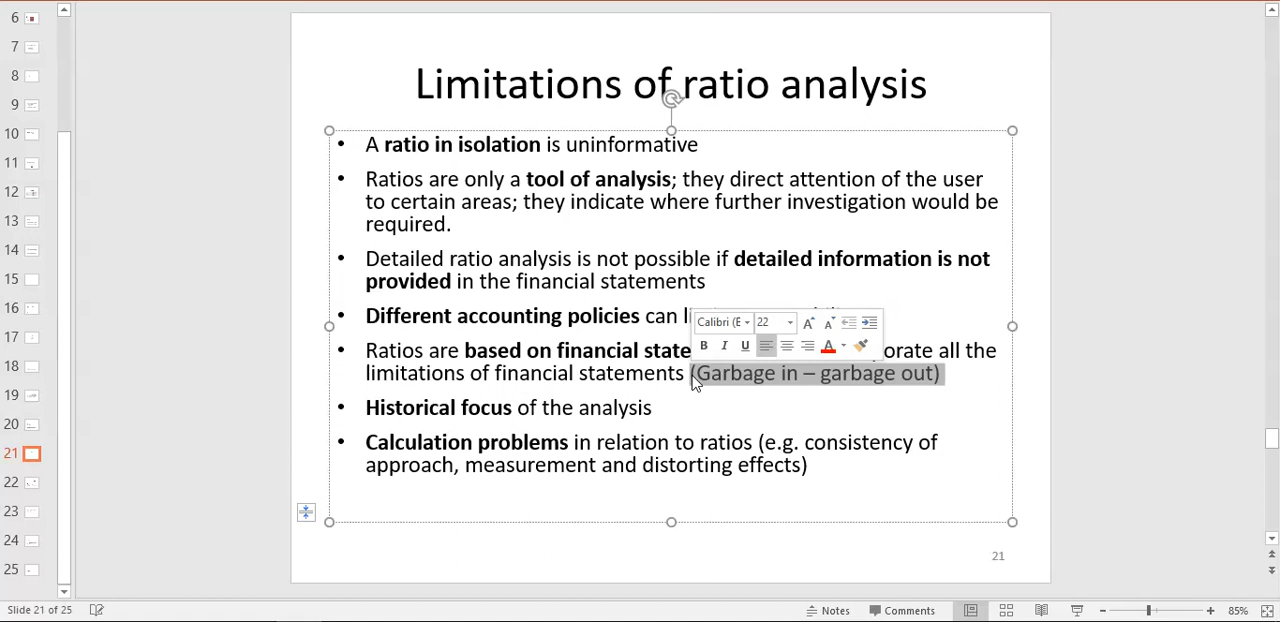 6
7
8
9
10
11
12
13
14
15
16
17
18
19
20
21
22
23
24
25
Limitations of ratio analysis
• A ratio in isolation is uninformative
• Ratios are only a tool of analysis; they direct attention of the user
to certain areas; they indicate where further investigation would be
required.
• Detailed ratio analysis is not possible if detailed information is not
provided in the financial statements
• Different accounting policies can
Calibri (E 22 A A
B I U A
• Ratios are based on financial all the
limitations of financial statements (Garbage in – garbage out)
• Historical focus of the analysis
• Calculation problems in relation to ratios (e.g. consistency of
approach, measurement and distorting effects)
21
Slide 21 of 25 Notes Comments 85%